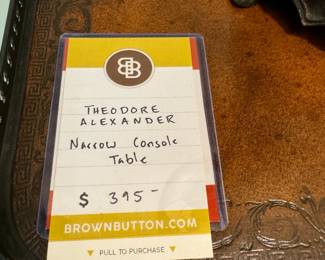 BB
THEODORE
ALEXANDER
Narrow Console
Table
$ 395-
BROWNBUTTON.COM
▼ PULL TO PURCHASE ▼